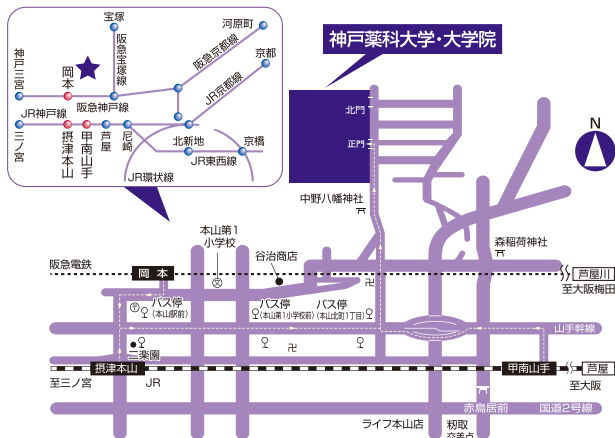 宝塚
河原町
神戸三宮
岡本
阪急宝塚線
阪急京都線
京都
JR京都線
阪急神戸線
JR神戸線
三ノ宮
摂津本山
甲南山手
芦屋
尼崎
北新地
京橋
JR東西線
JR環状線
神戸薬科大学・大学院
北門
正門
N
中野八幡神社
本山第1
小学校
谷治商店
森稲荷神社
阪急電鉄
岡本
芦屋川
至大阪梅田
バス停
(本山駅前)
バス停
(本山第1小学校前)
バス停
(本山北町1丁目)
山手幹線
二楽園
摂津本山
甲南山手
芦屋
至三ノ宮
JR
至大阪
赤鳥居前
国道2号線
ライフ本山店
籾取
交差点